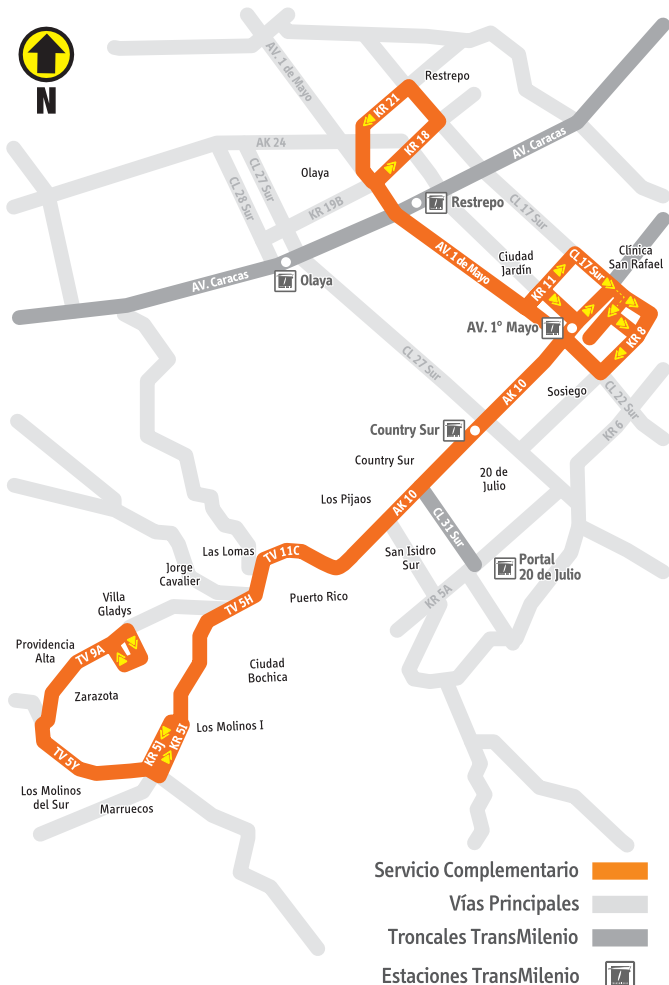 N
AV. 1 de Mayo
Restrepo
KR 21
KR 18
AK 24
AV. Caracas
Olaya
CL 27 Sur
CL 28 Sur
KR 19B
Restrepo
CL 17 Sur
AV. 1 de Mayo
Ciudad
Jardín
CL 17 Sur
Clínica
San Rafael
AV. Caracas
Olaya
KR 11
AV. 1° Mayo
KR 8
CL 27 Sur
Sosiego
AK 10
CL 22 Sur
KR 6
Country Sur
Country Sur
20 de
Julio
Los Pijaos
AK 10
CL 31 Sur
Las Lomas
TV 11C
San Isidro
Sur
Portal
20 de Julio
Jorge
Cavalier
Puerto Rico
KR 5A
Villa
Gladys
TV 5H
Providencia
Alta
TV 9A
Ciudad
Bochica
Zarazota
Los Molinos I
KR 5J
KR 5I
TV 5Y
Los Molinos
del Sur
Marruecos
Servicio Complementario
Vías Principales
Troncales TransMilenio
Estaciones TransMilenio